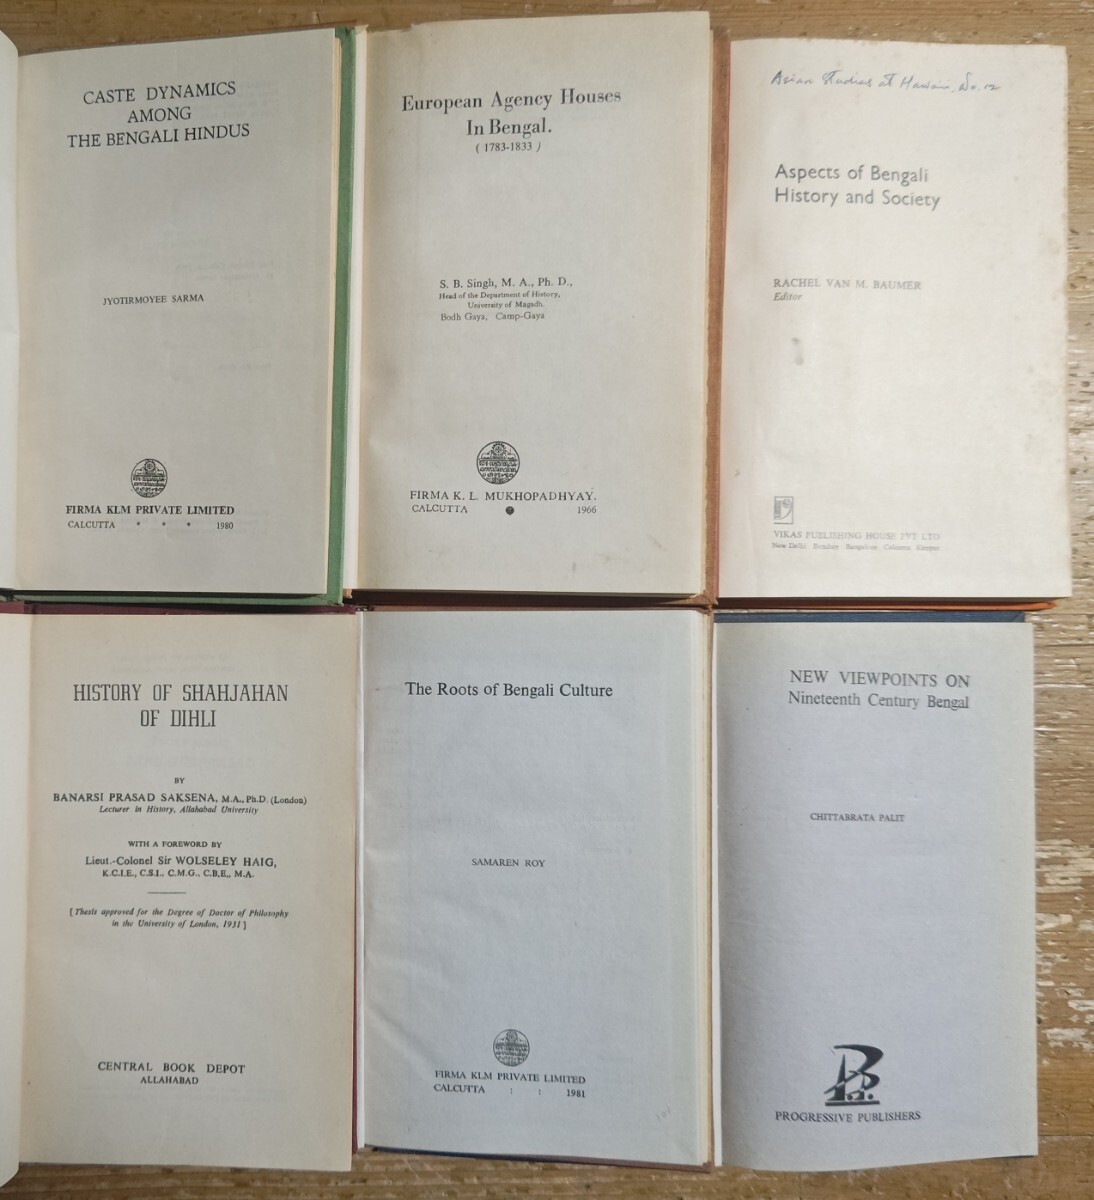 CASTE DYNAMICS
AMONG
THE BENGALI HINDUS
JYOTIRMOYEE SARMA
FIRMA KLM PRIVATE LIMITED
CALCUTTA * * * 1980
European Agency Houses
In Bengal.
( 1783-1833 )
S. B. Singh, M. A., Ph. D.,
Head of the Department of History,
University of Magadh.
Bodh Gaya, Camp-Gaya
FIRMA K. L. MUKHOPADHYAY.
CALCUTTA 1966
Asian Studies at Hawaii, No. 12
Aspects of Bengali
History and Society
RACHEL VAN M. BAUMER
Editor
VIKAS PUBLISHING HOUSE PVT LTD
New Delhi Bombay Bangalore Calcutta Kanpur
HISTORY OF SHAHJAHAN
OF DIHLI
BY
BANARSI PRASAD SAKSENA, M.A., Ph.D. (London)
Lecturer in History, Allahabad University
WITH A FOREWORD BY
Lieut.-Colonel Sir WOLSELEY HAIG,
K.C.I.E., C.S.I., C.M.G., C.B.E., M.A.
[ Thesis approved for the Degree of Doctor of Philosophy
in the University of London, 1931 ]
CENTRAL BOOK DEPOT
ALLAHABAD
The Roots of Bengali Culture
SAMAREN ROY
FIRMA KLM PRIVATE LIMITED
CALCUTTA : : 1981
NEW VIEWPOINTS ON
Nineteenth Century Bengal
CHITTABRATA PALIT
PROGRESSIVE PUBLISHERS